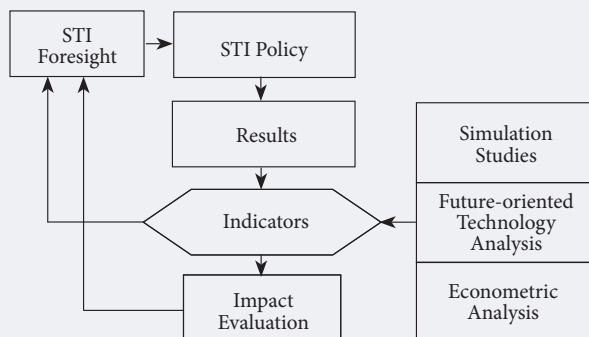 STI
Foresight
STI Policy
Results
Indicators
Impact
Evaluation
Simulation
Studies
Future-oriented
Technology
Analysis
Econometric
Analysis